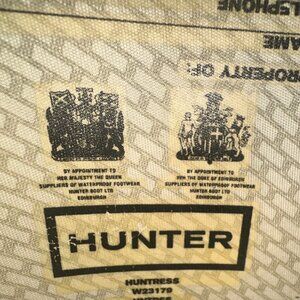 TELEPHONE
NAME
PROPERTY OF:
BY APPOINTMENT TO
HER MAJESTY THE QUEEN
SUPPLIERS OF WATERPROOF FOOTWEAR
HUNTER BOOT LTD
EDINBURGH
BY APPOINTMENT TO
HRH THE DUKE OF EDINBURGH
SUPPLIERS OF WATERPROOF FOOTWEAR
HUNTER BOOT LTD
EDINBURGH
HUNTER
HUNTRESS
W23179